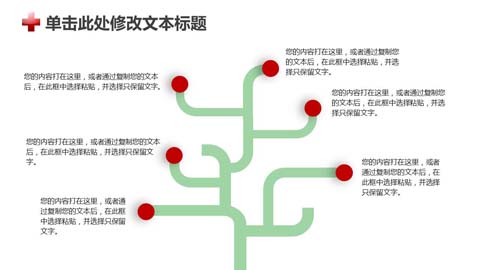 单击此处修改文本标题
您的内容打在这里，或者通过复制您的文本
后，在此框中选择粘贴，并选择只保留文字。
您的内容打在这里，或者通过复制您
的文本后，在此框中选择粘贴，并选
择只保留文字。
您的内容打在这里，或者通过复制您
的文本后，在此框中选择粘贴，并选
择只保留文字。
您的内容打在这里，或者通过复制您的文本
后，在此框中选择粘贴，并选择只保留文
字。
您的内容打在这里，或者
通过复制您的文本后，在
此框中选择粘贴，并选择
只保留文字。
您的内容打在这里，或者通
过复制您的文本后，在此框
中选择粘贴，并选择只保留
文字。